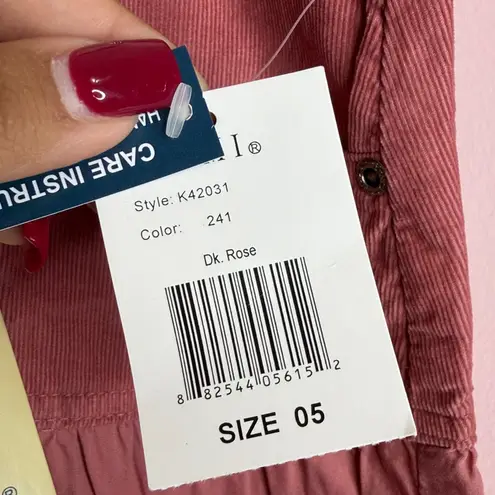 CARE INSTRU
I®
Style: K42031
Color: 241
Dk. Rose
8 82544 05615 2
SIZE 05
®